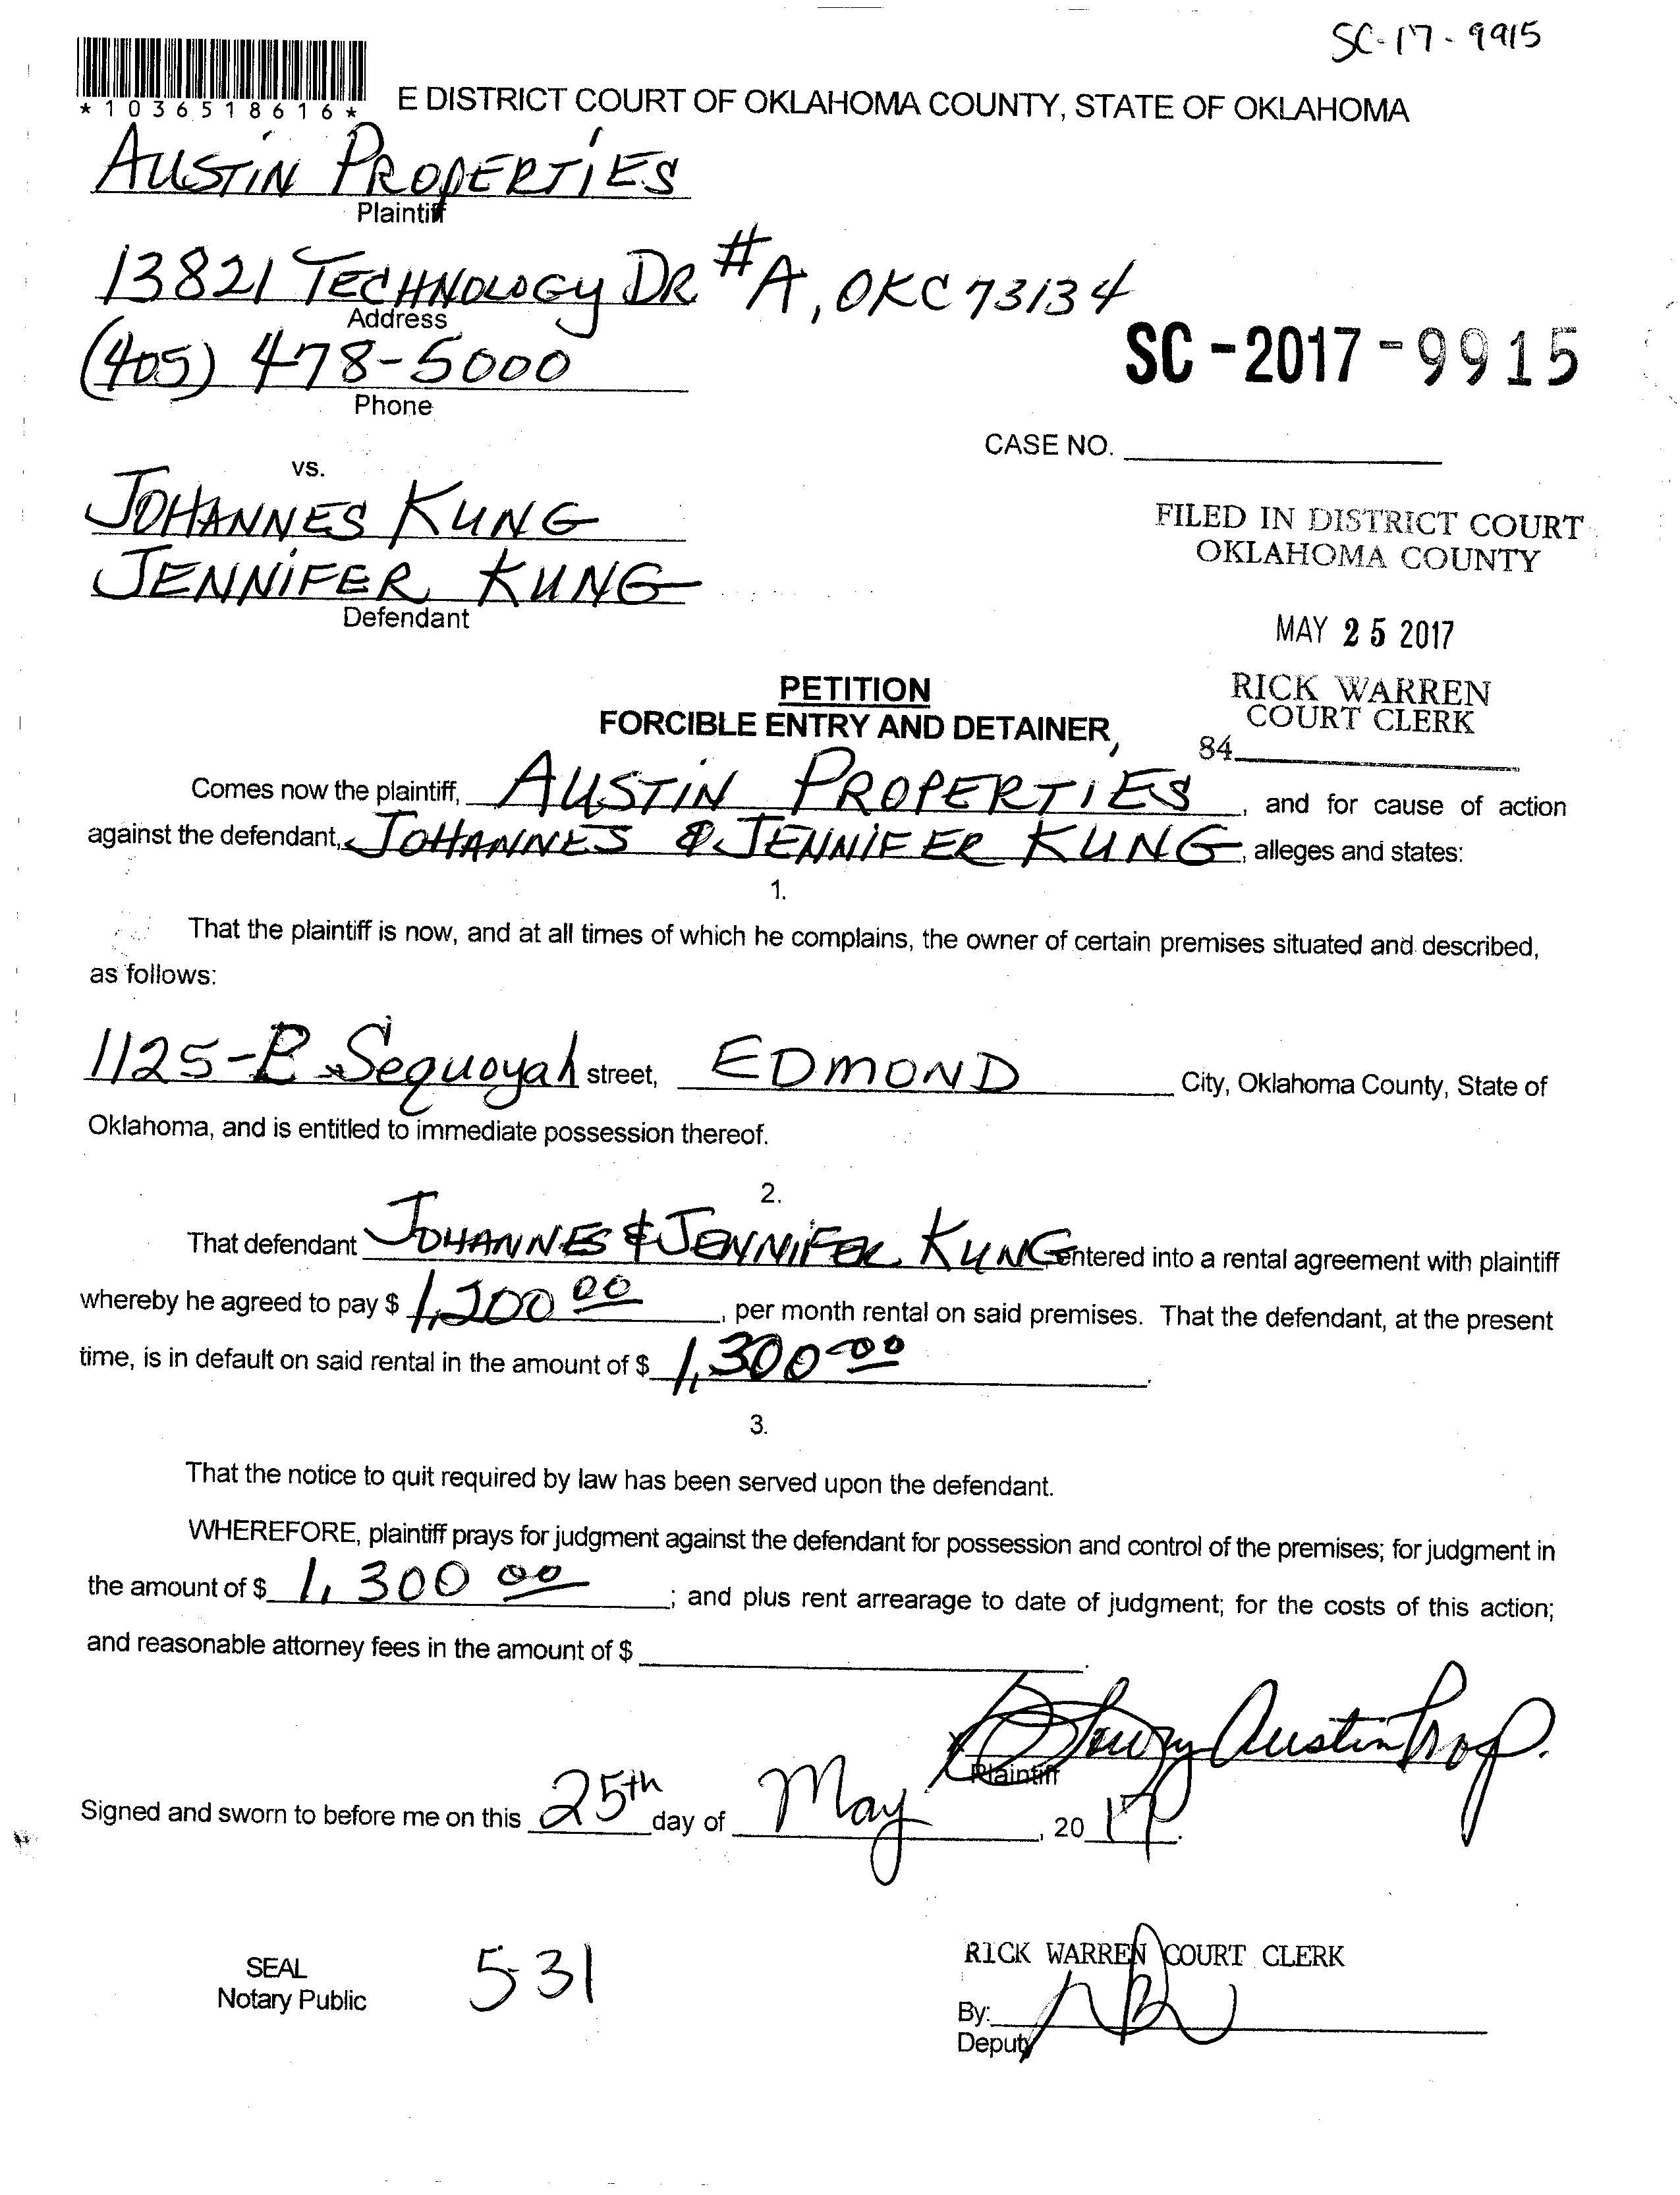 SC-17-9915
*1036518616*
E DISTRICT COURT OF OKLAHOMA COUNTY, STATE OF OKLAHOMA
AUSTIN PROPERTIES
Plaintiff
13821 TECHNOLOGY DR #A, OKC 73134
Address
(405) 478-5000
Phone
SC-2017-9915
CASE NO.
vs.
JOHANNES KUNG
JENNIFER KUNG
Defendant
FILED IN DISTRICT COURT
OKLAHOMA COUNTY
MAY 25 2017
RICK WARREN
COURT CLERK
84
PETITION
FORCIBLE ENTRY AND DETAINER
Comes now the plaintiff, AUSTIN PROPERTIES, and for cause of action
against the defendant, JOHANNES & JENNIFER KUNG, alleges and states:
1.
That the plaintiff is now, and at all times of which he complains, the owner of certain premises situated and described,
as follows:
1125- Sequoyah street, EDMOND City, Oklahoma County, State of
Oklahoma, and is entitled to immediate possession thereof.
2.
That defendant JOHANNES & JENNIFER KUNG entered into a rental agreement with plaintiff
whereby he agreed to pay $ 1,200 00, per month rental on said premises. That the defendant, at the present
time, is in default on said rental in the amount of $ 1,300 00.
3.
That the notice to quit required by law has been served upon the defendant.
WHEREFORE, plaintiff prays for judgment against the defendant for possession and control of the premises; for judgment in
the amount of $ 1,300 00; and plus rent arrearage to date of judgment; for the costs of this action;
and reasonable attorney fees in the amount of $.
Austin Prop.
Plaintiff
Signed and sworn to before me on this 25th day of May, 2017.
SEAL
Notary Public
531
RICK WARREN COURT CLERK
By:
Deputy